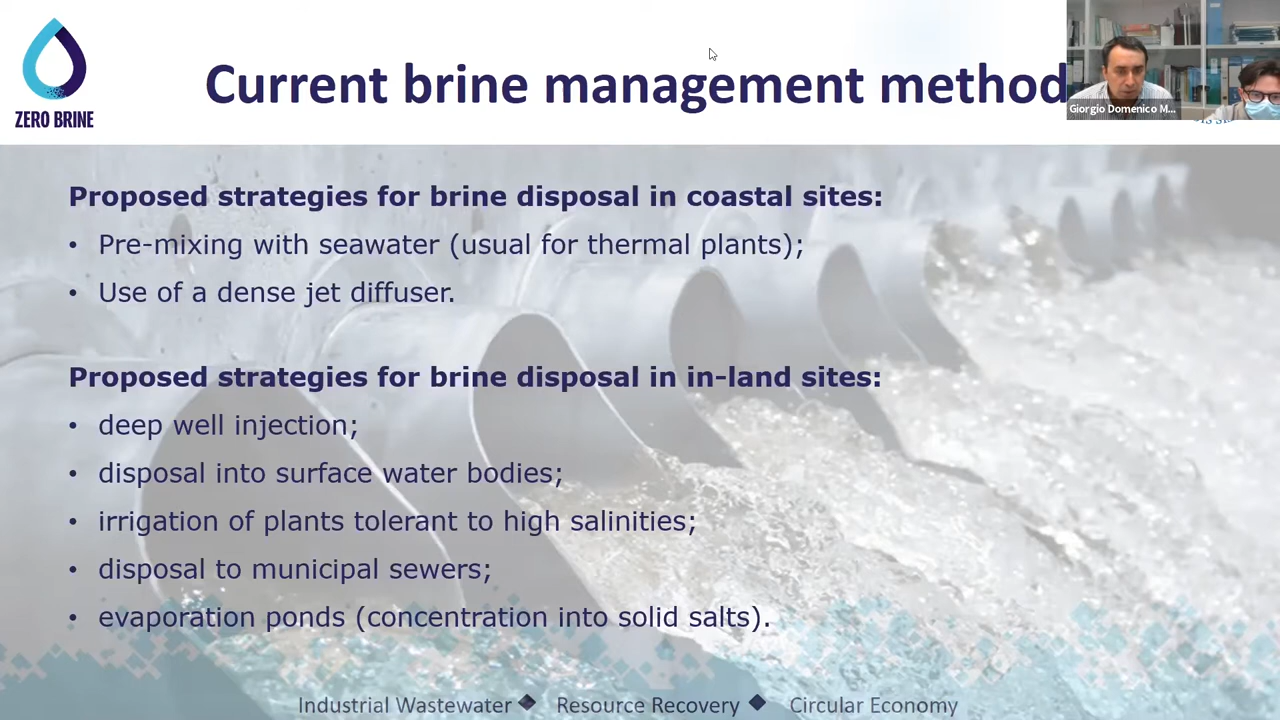 ZERO BRINE
Current brine management method
Giorgio Domenico M...
Proposed strategies for brine disposal in coastal sites:
• Pre-mixing with seawater (usual for thermal plants);
• Use of a dense jet diffuser.
Proposed strategies for brine disposal in in-land sites:
• deep well injection;
• disposal into surface water bodies;
• irrigation of plants tolerant to high salinities;
• disposal to municipal sewers;
• evaporation ponds (concentration into solid salts).
Industrial Wastewater ◆ Resource Recovery ◆ Circular Economy